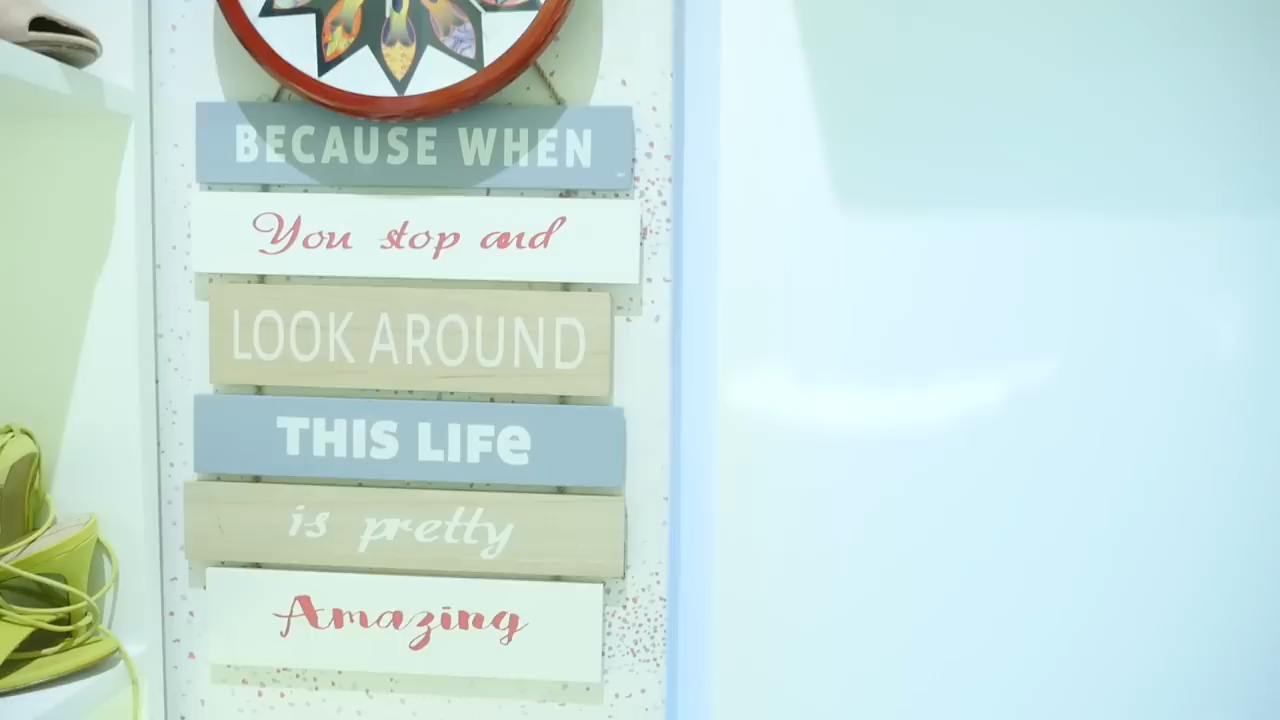 BECAUSE WHEN
You stop and
LOOK AROUND
THIS LIFe
is pretty
Amazing